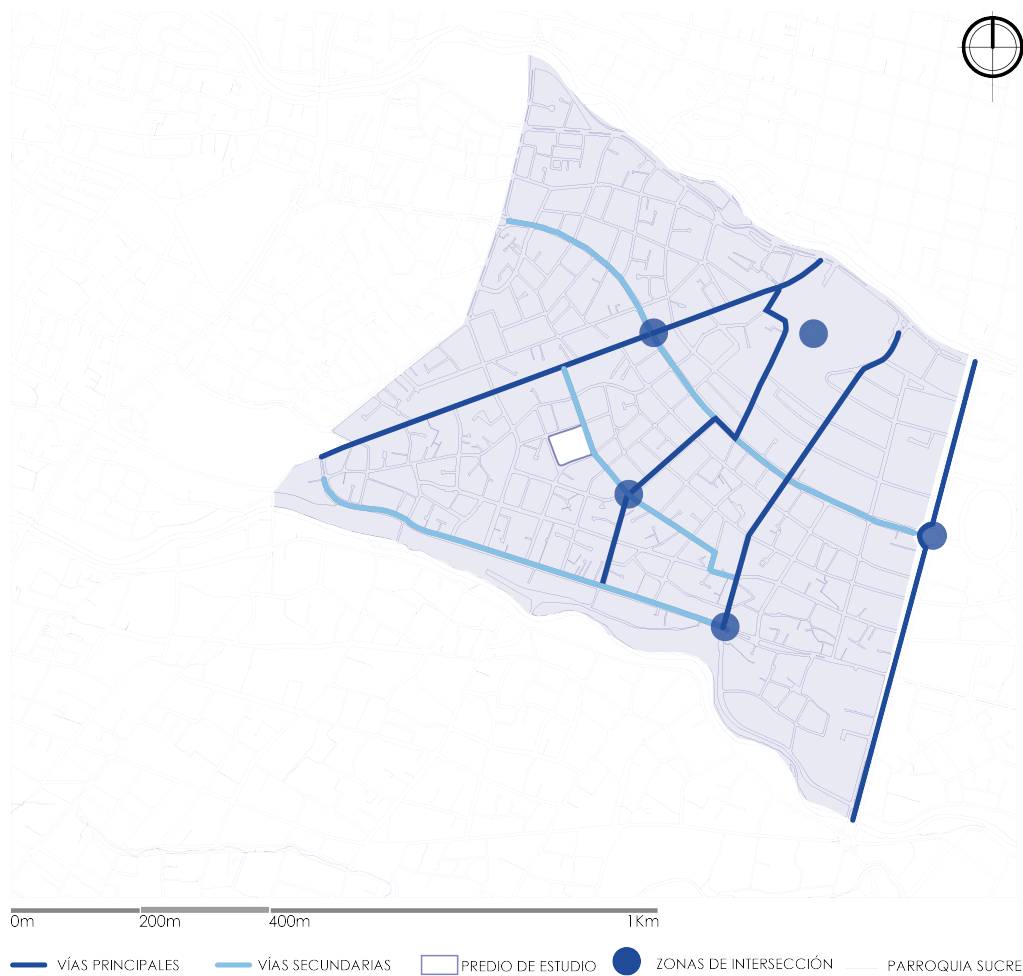 0m 200m 400m 1Km
VÍAS PRINCIPALES VÍAS SECUNDARIAS PREDIO DE ESTUDIO ZONAS DE INTERSECCIÓN PARROQUIA SUCRE